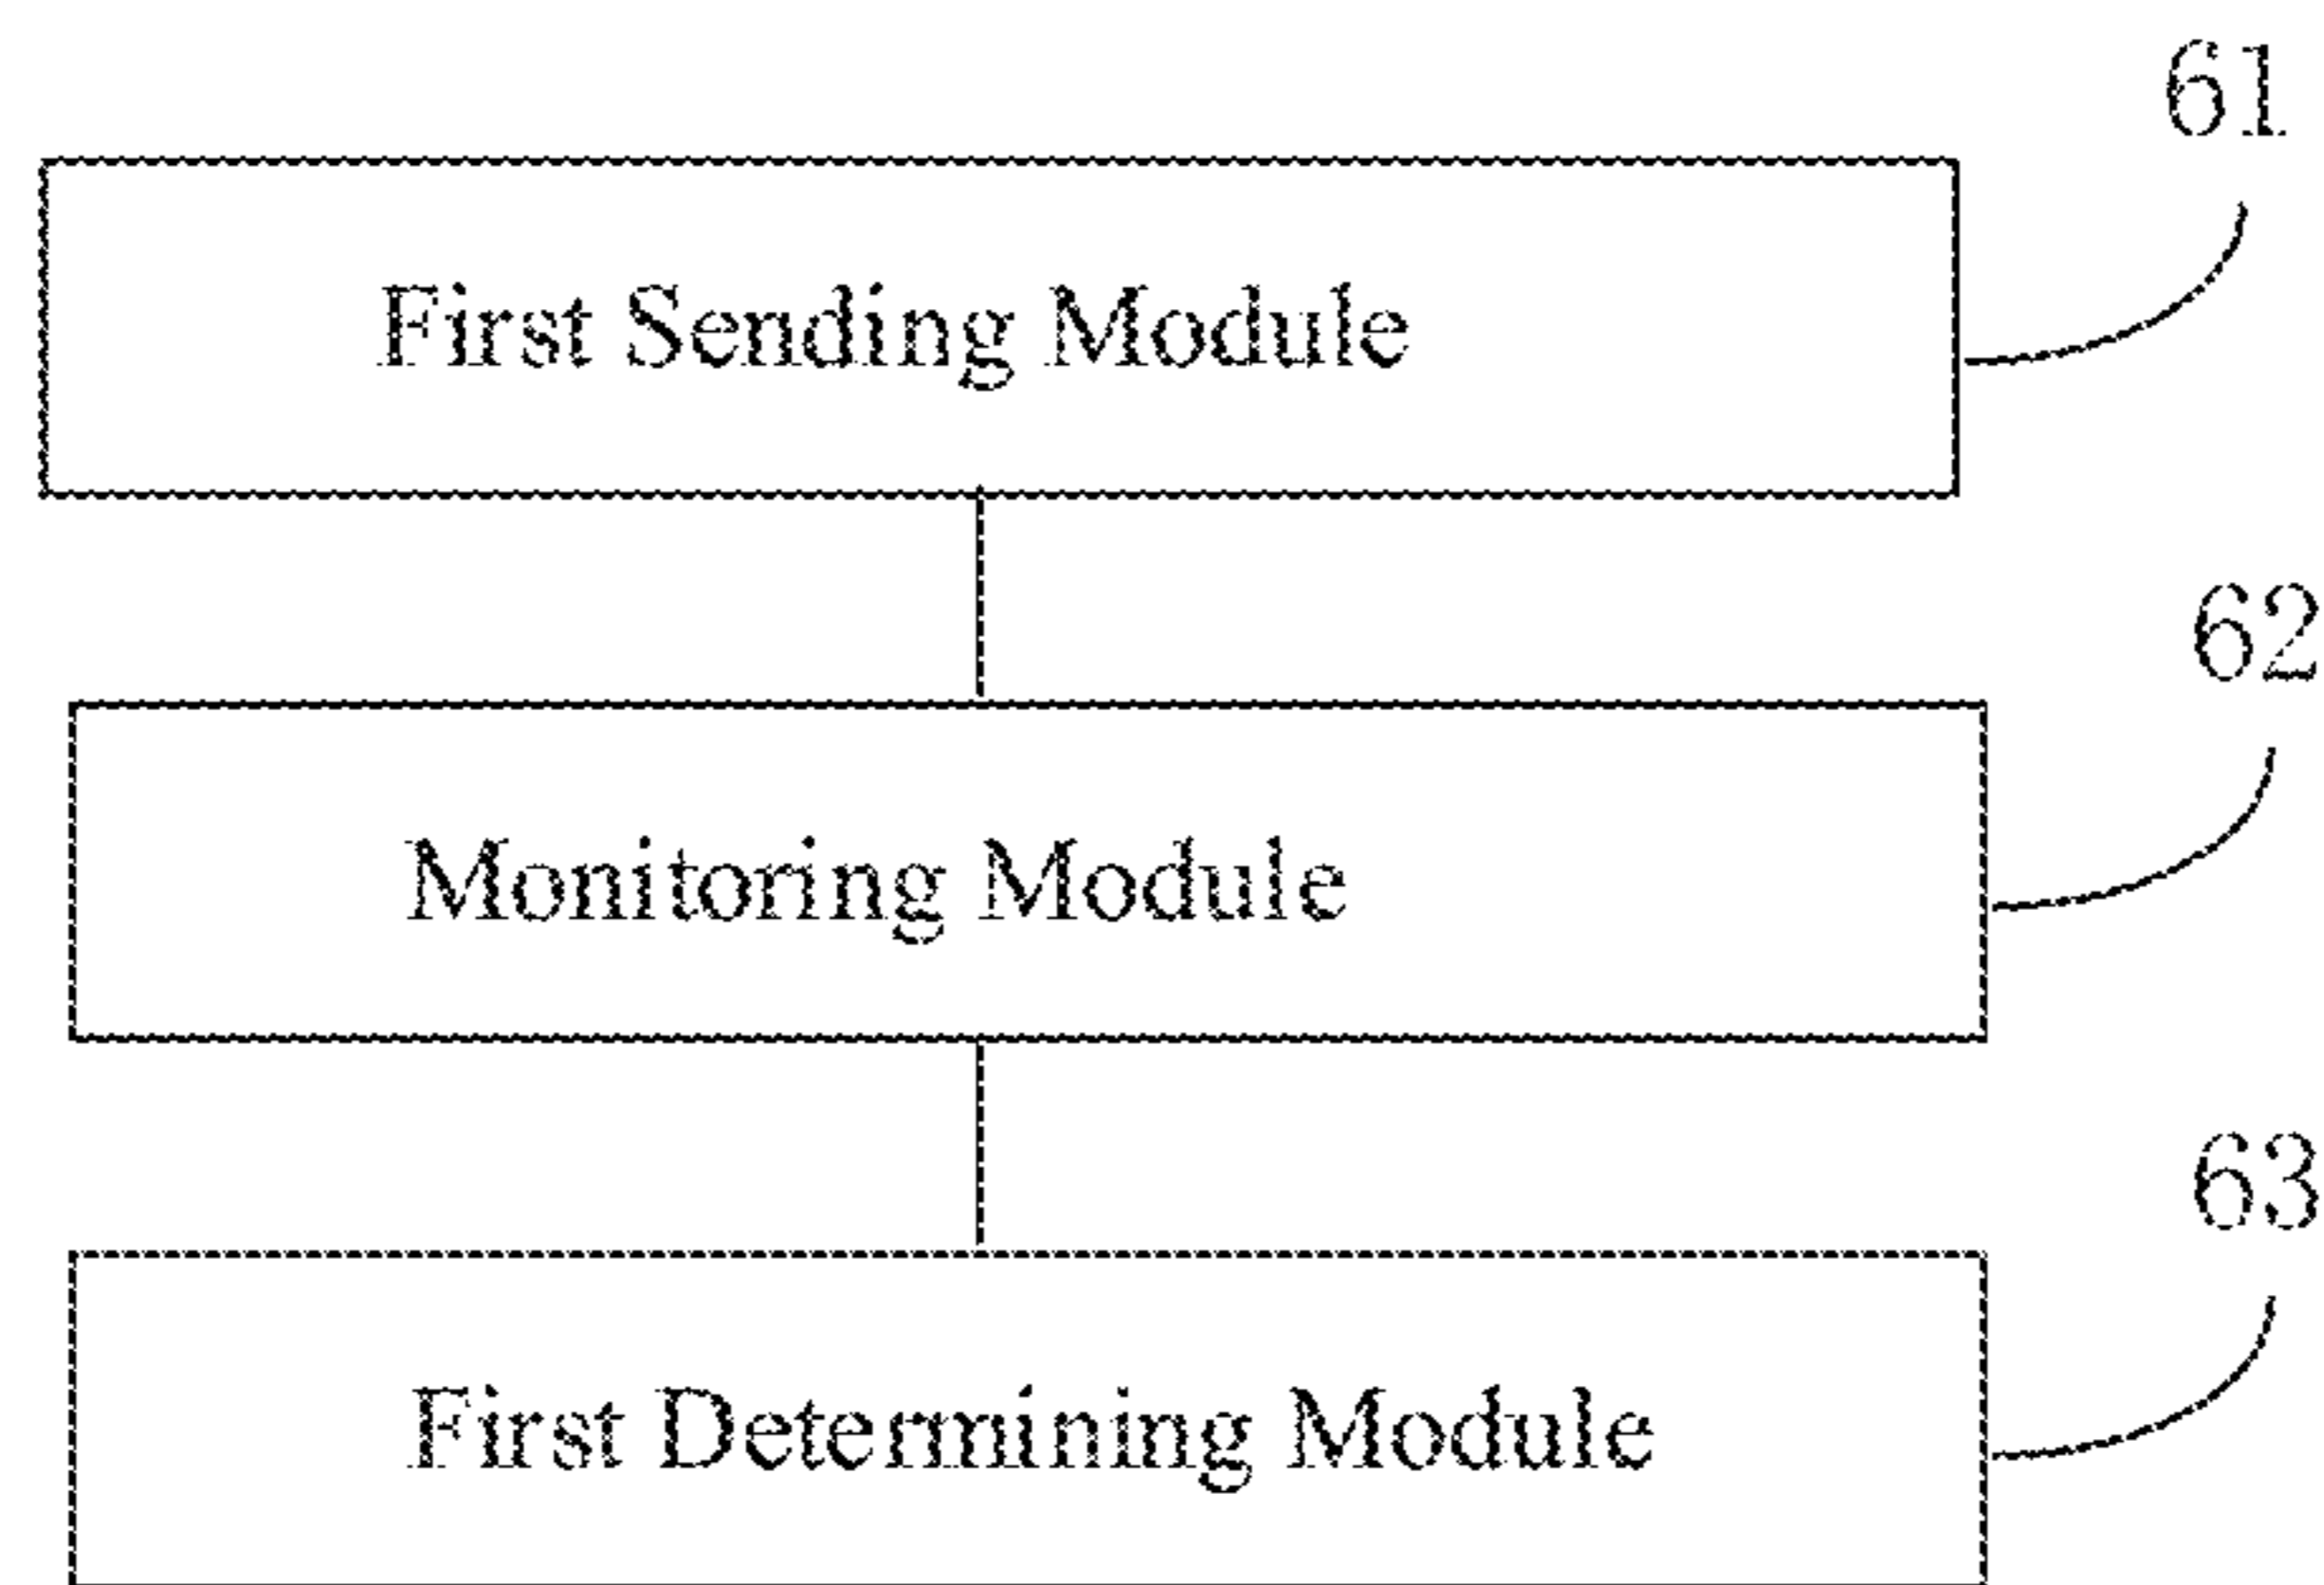 61
First Sending Module
62
Monitoring Module
63
First Determining Module